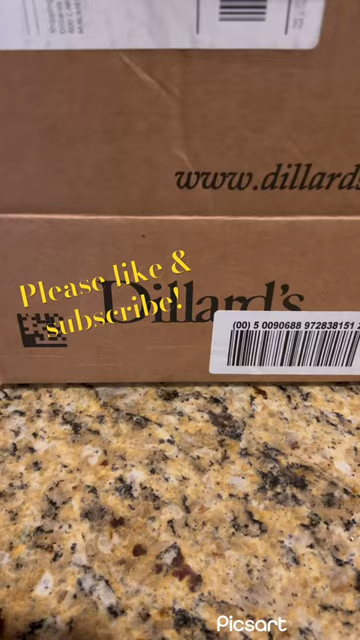 www.dillards
Please like &
subscribe!
Dillard's
(00) 5 0090688 972838151
Picsart